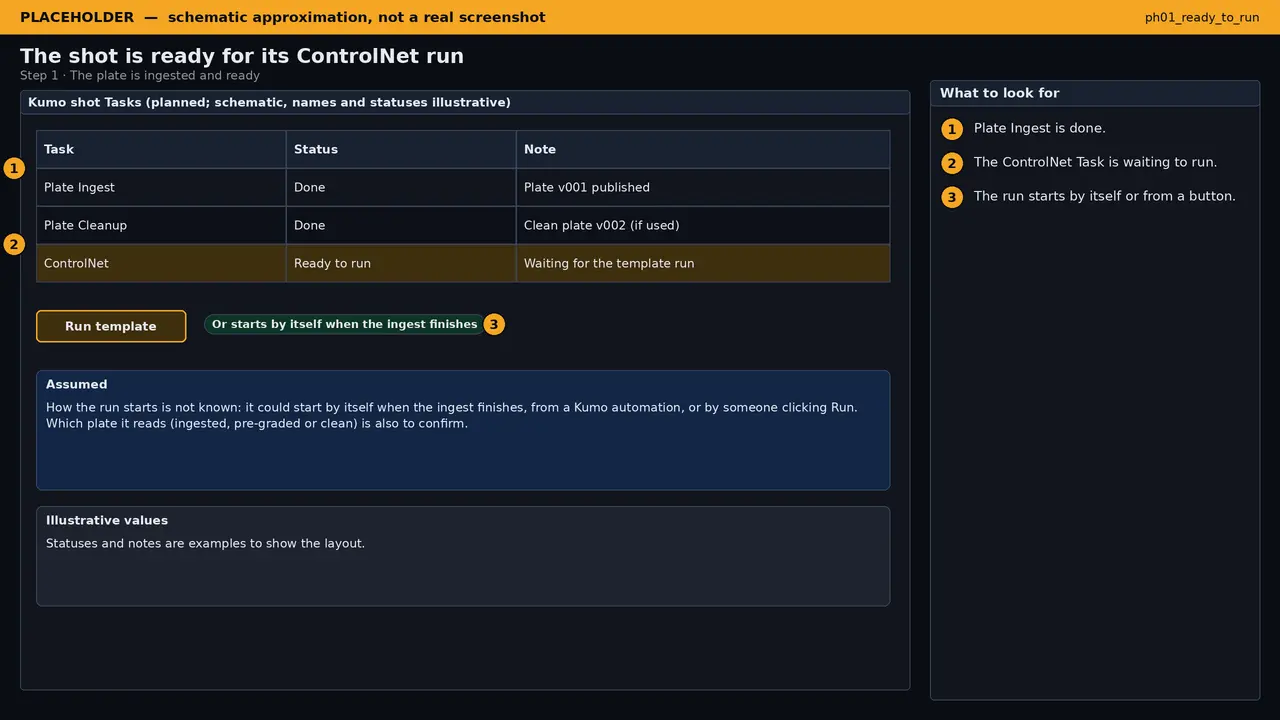 PLACEHOLDER — schematic approximation, not a real screenshot
ph01_ready_to_run
The shot is ready for its ControlNet run
Step 1 · The plate is ingested and ready
Kumo shot Tasks (planned; schematic, names and statuses illustrative)
Task Status Note
1
Plate Ingest Done Plate v001 published
Plate Cleanup Done Clean plate v002 (if used)
2
ControlNet Ready to run Waiting for the template run
Run template
Or starts by itself when the ingest finishes 3
Assumed
How the run starts is not known: it could start by itself when the ingest finishes, from a Kumo automation, or by someone clicking Run.
Which plate it reads (ingested, pre-graded or clean) is also to confirm.
Illustrative values
Statuses and notes are examples to show the layout.
What to look for
1 Plate Ingest is done.
2 The ControlNet Task is waiting to run.
3 The run starts by itself or from a button.